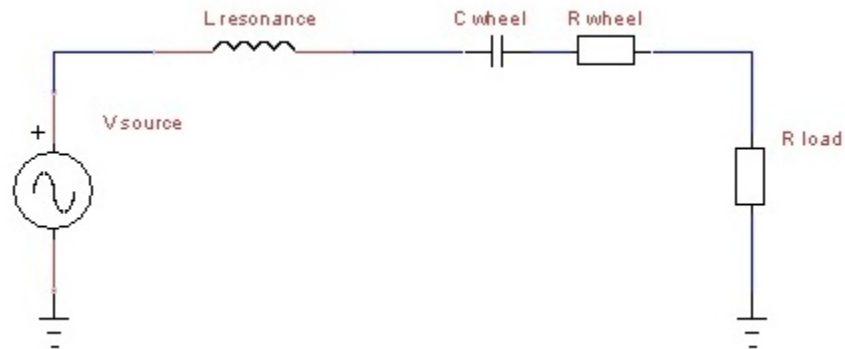 L resonance
C wheel
R wheel
V source
+
R load